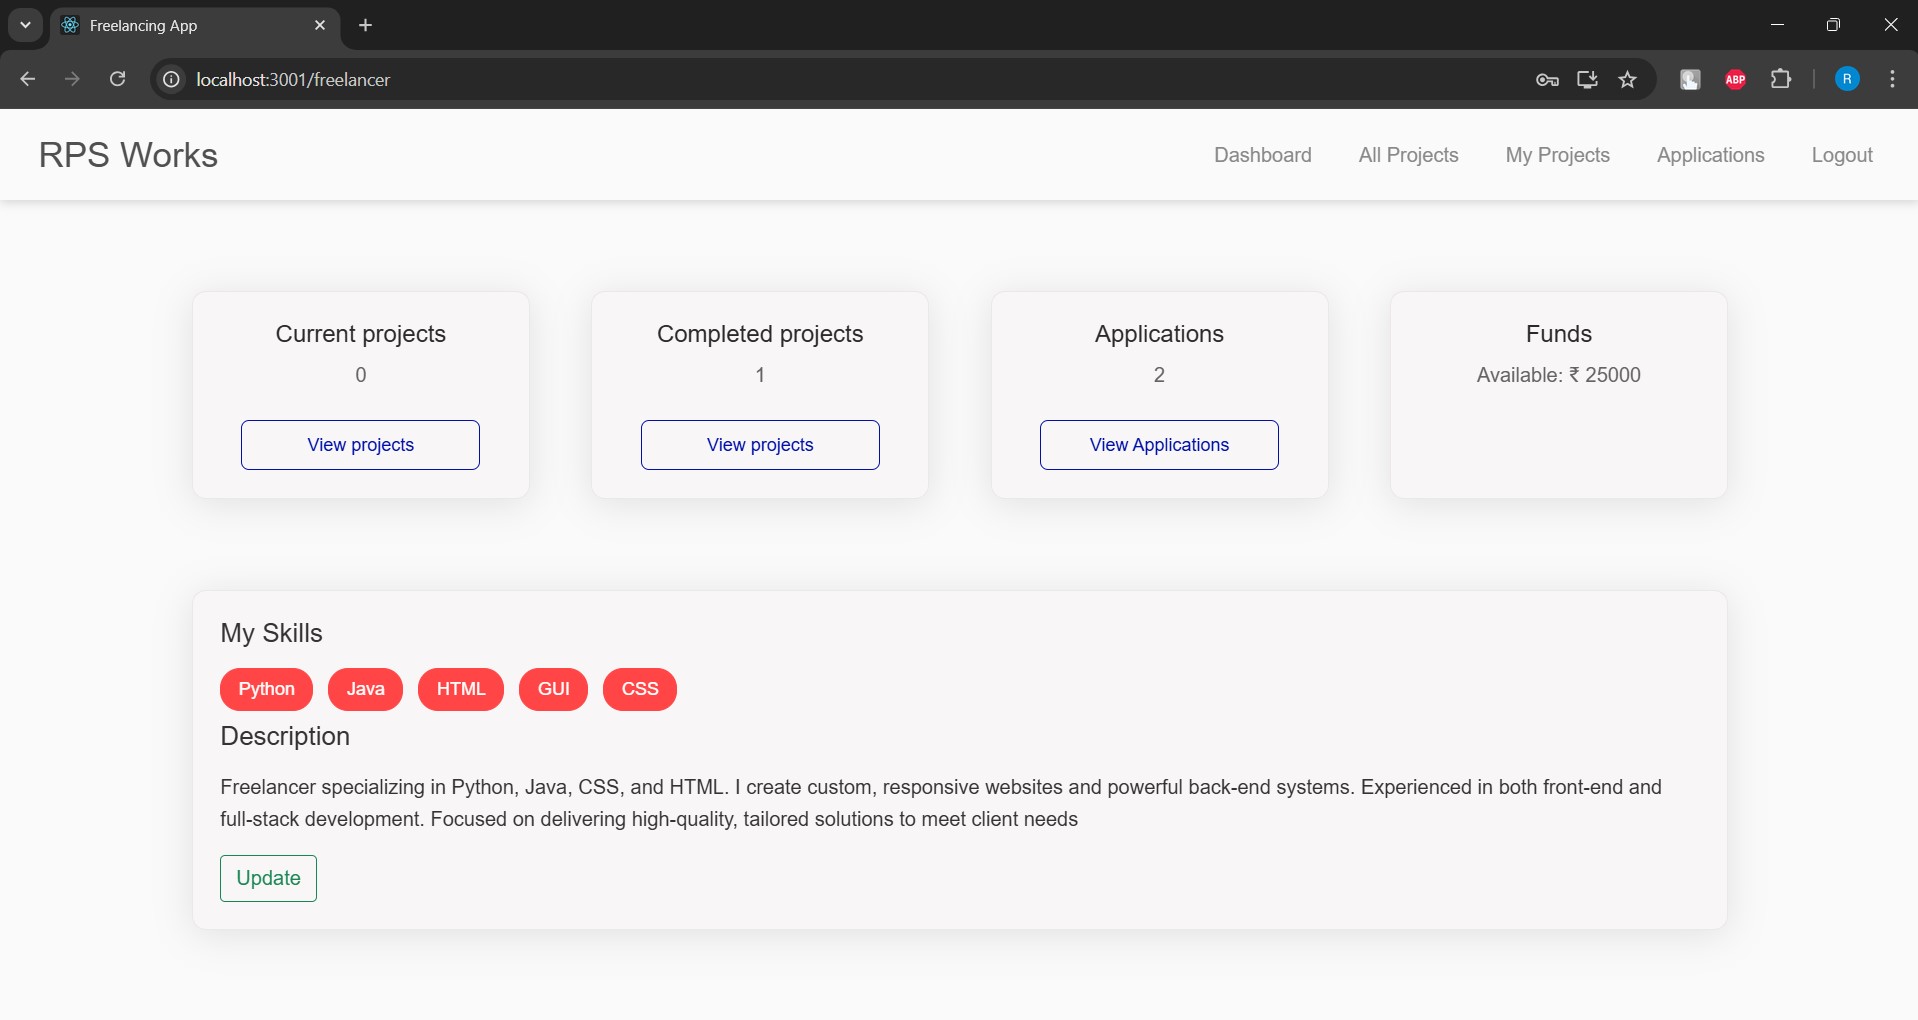 Freelancing App
localhost:3001/freelancer
ABP
R
RPS Works
Dashboard
All Projects
My Projects
Applications
Logout
Current projects
0
View projects
Completed projects
1
View projects
Applications
2
View Applications
Funds
Available: ₹ 25000
My Skills
Python
Java
HTML
GUI
CSS
Description
Freelancer specializing in Python, Java, CSS, and HTML. I create custom, responsive websites and powerful back-end systems. Experienced in both front-end and
full-stack development. Focused on delivering high-quality, tailored solutions to meet client needs
Update